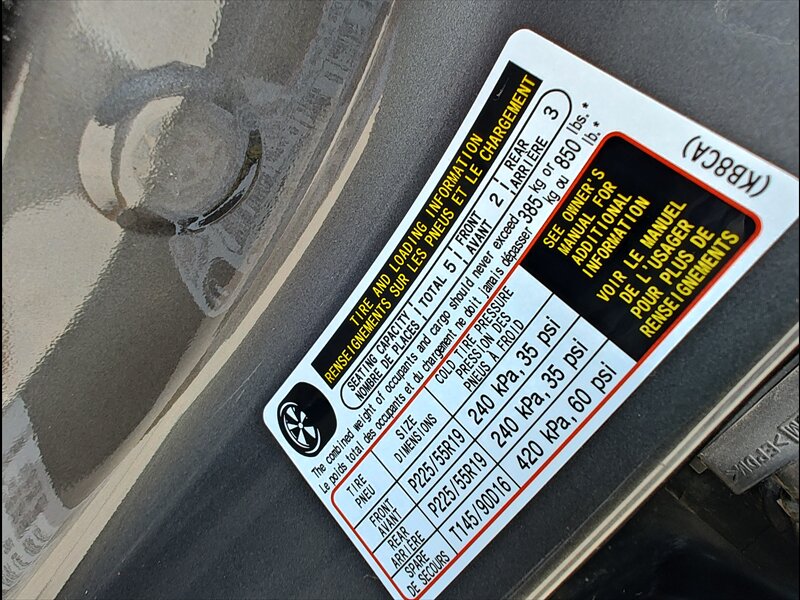 TIRE AND LOADING INFORMATION
RENSEIGNEMENTS SUR LES PNEUS ET LE CHARGEMENT
SEATING CAPACITY | TOTAL 5 | FRONT 2 | REAR 3
NOMBRE DE PLACES | AVANT | ARRIÈRE
The combined weight of occupants and cargo should never exceed 385 kg or 850 lbs.*
Le poids total des occupants et du chargement ne doit jamais dépasser kg ou lb.*
TIRE SIZE COLD TIRE PRESSURE
PNEU DIMENSIONS PRESSION DES PNEUS À FROID
FRONT AVANT P225/55R19 240 kPa, 35 psi
REAR ARRIÈRE P225/55R19 240 kPa, 35 psi
SPARE DE SECOURS T145/90D16 420 kPa, 60 psi
SEE OWNER'S
MANUAL FOR
ADDITIONAL
INFORMATION
VOIR LE MANUEL
DE L'USAGER
POUR PLUS DE
RENSEIGNEMENTS
(KB8CA)